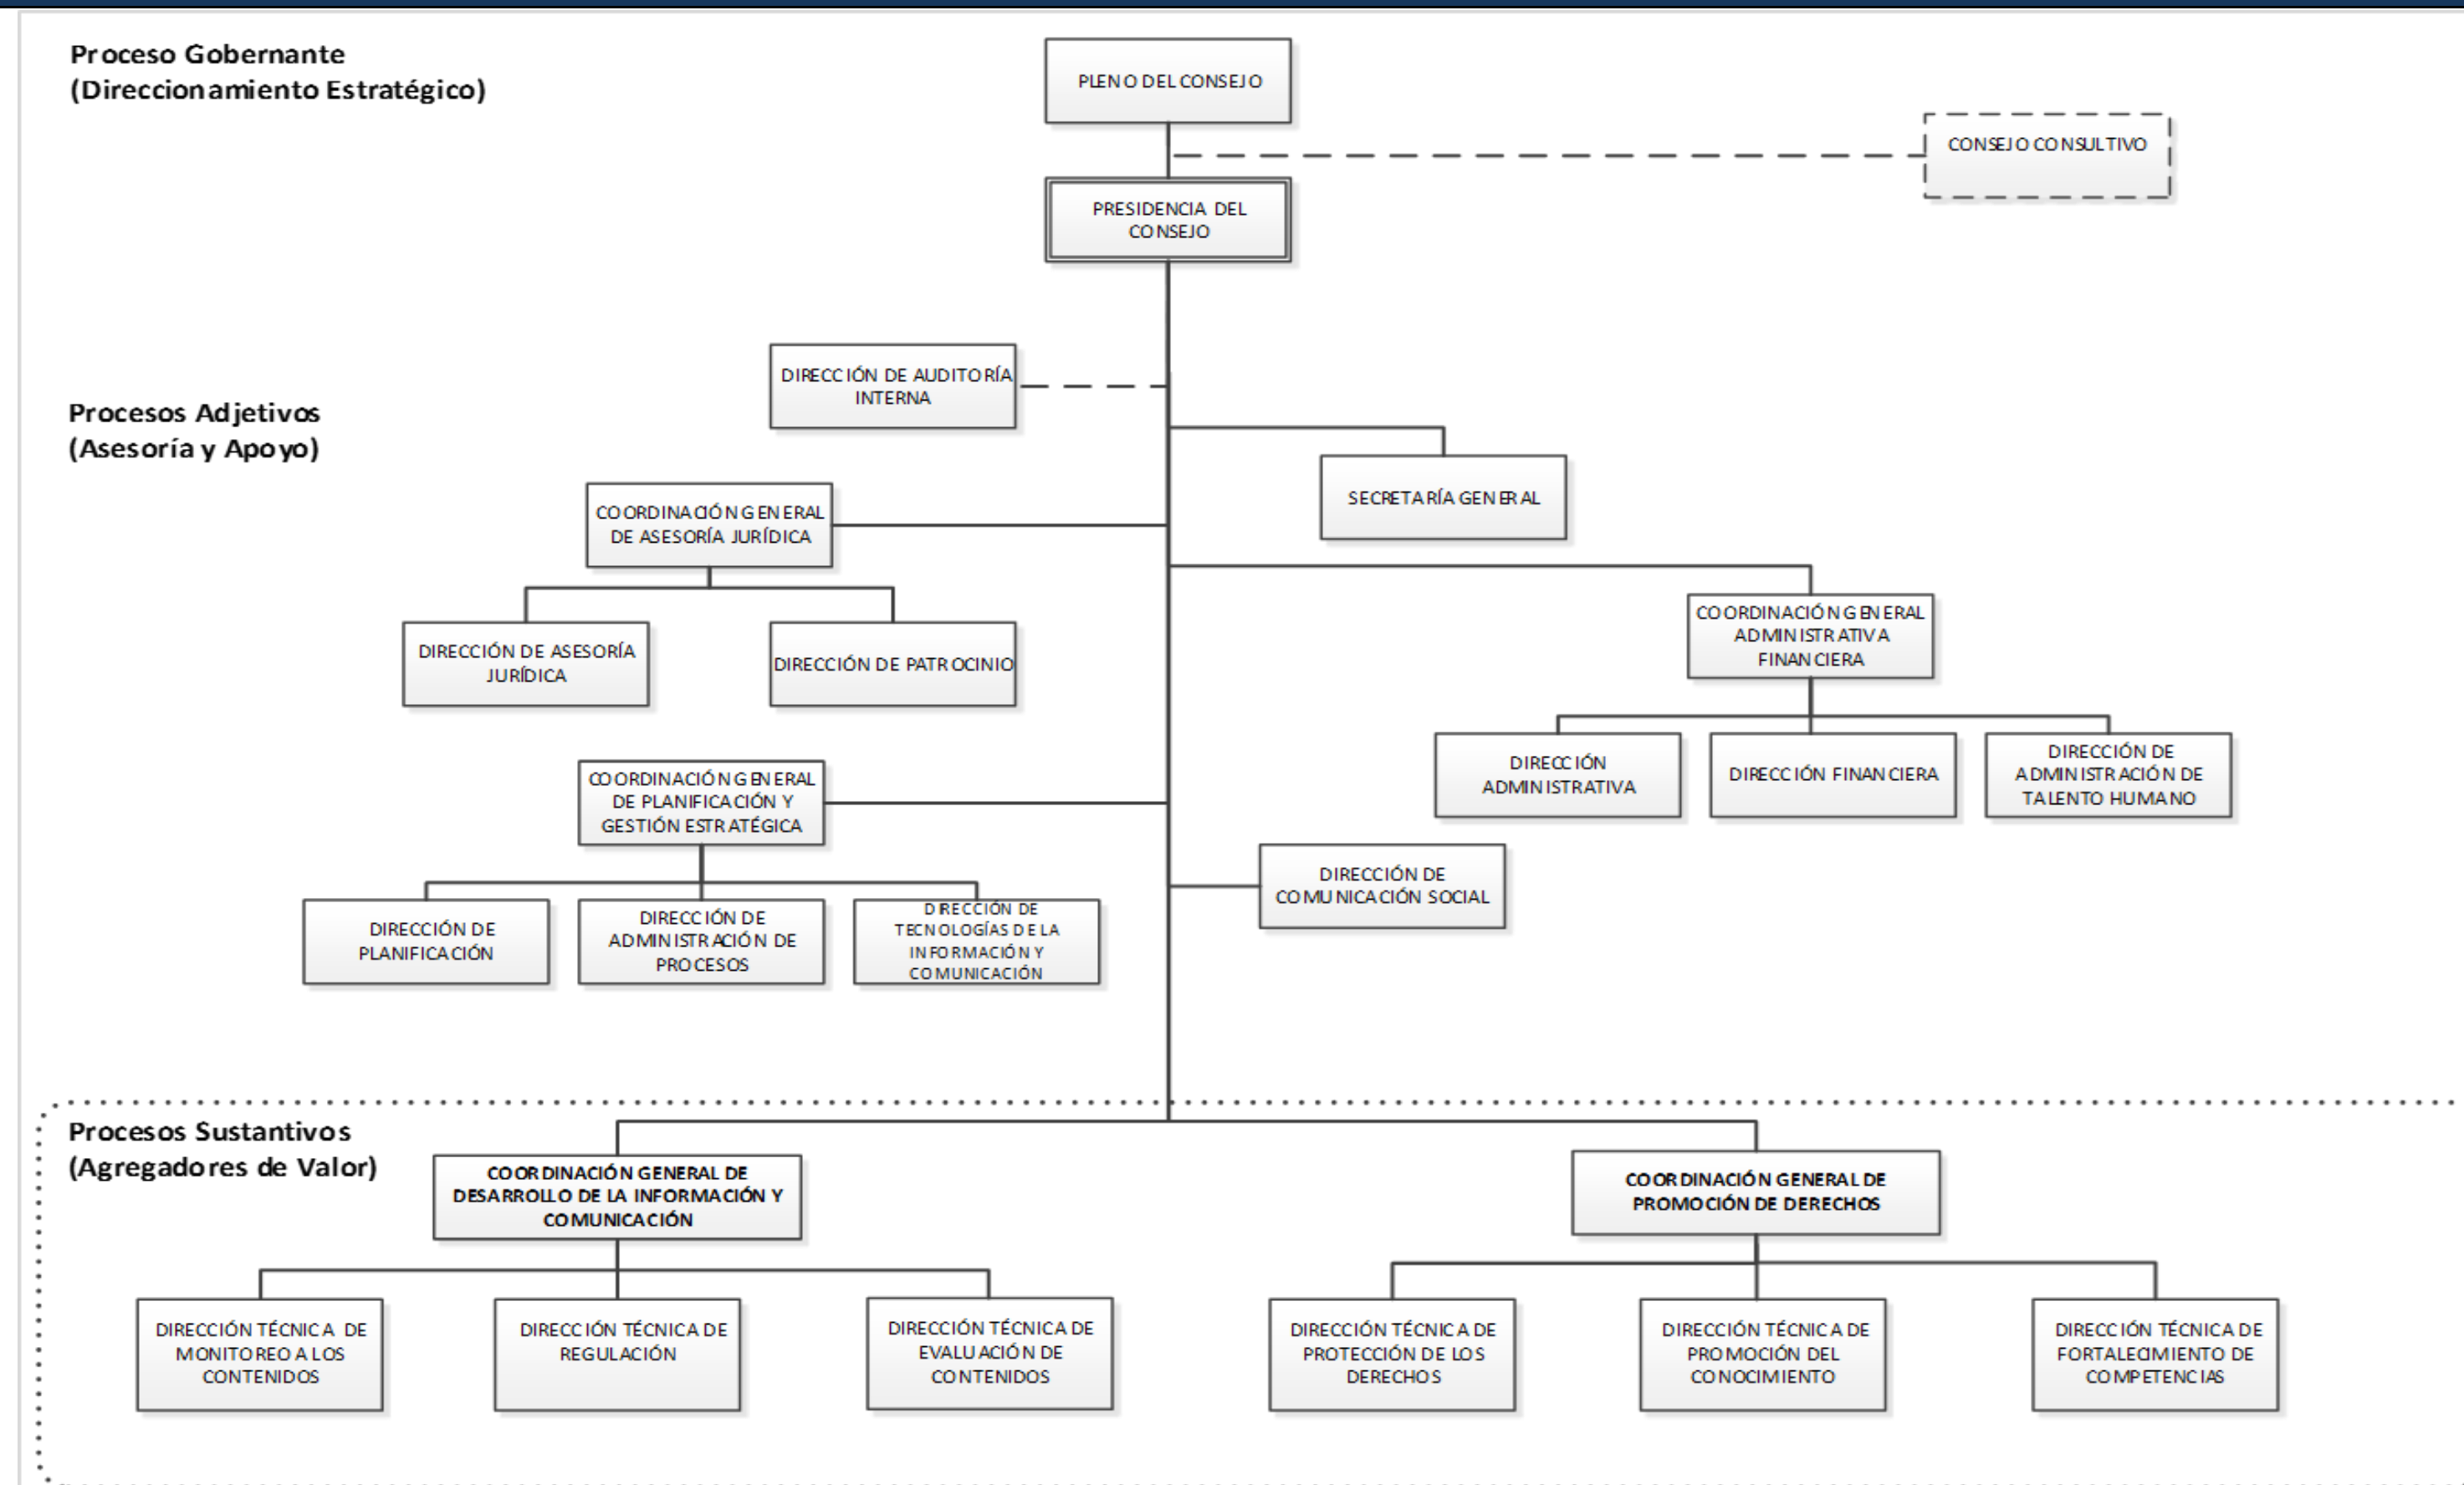 Proceso Gobernante
(Direccionamiento Estratégico)
PLENO DEL CONSEJO
CONSEJO CONSULTIVO
PRESIDENCIA DEL
CONSEJO
DIRECCIÓN DE AUDITORÍA
INTERNA
Procesos Adjetivos
(Asesoría y Apoyo)
SECRETARÍA GENERAL
COORDINACIÓN GENERAL
DE ASESORÍA JURÍDICA
DIRECCIÓN DE ASESORÍA
JURÍDICA
DIRECCIÓN DE PATROCINIO
COORDINACIÓN GENERAL
ADMINISTRATIVA
FINANCIERA
DIRECCIÓN
ADMINISTRATIVA
DIRECCIÓN FINANCIERA
DIRECCIÓN DE
ADMINISTRACIÓN DE
TALENTO HUMANO
COORDINACIÓN GENERAL
DE PLANIFICACIÓN Y
GESTIÓN ESTRATÉGICA
DIRECCIÓN DE
COMUNICACIÓN SOCIAL
DIRECCIÓN DE
PLANIFICACIÓN
DIRECCIÓN DE
ADMINISTRACIÓN DE
PROCESOS
DIRECCIÓN DE
TECNOLOGÍAS DE LA
INFORMACIÓN Y
COMUNICACIÓN
Procesos Sustantivos
(Agregadores de Valor)
COORDINACIÓN GENERAL DE
DESARROLLO DE LA INFORMACIÓN Y
COMUNICACIÓN
COORDINACIÓN GENERAL DE
PROMOCIÓN DE DERECHOS
DIRECCIÓN TÉCNICA DE
MONITOREO A LOS
CONTENIDOS
DIRECCIÓN TÉCNICA DE
REGULACIÓN
DIRECCIÓN TÉCNICA DE
EVALUACIÓN DE
CONTENIDOS
DIRECCIÓN TÉCNICA DE
PROTECCIÓN DE LOS
DERECHOS
DIRECCIÓN TÉCNICA DE
PROMOCIÓN DEL
CONOCIMIENTO
DIRECCIÓN TÉCNICA DE
FORTALECIMIENTO DE
COMPETENCIAS